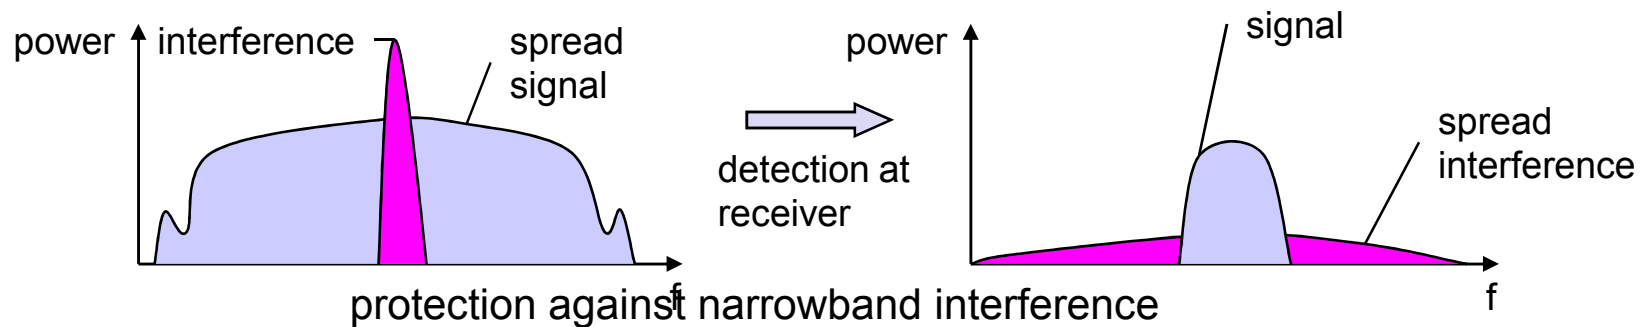 power
interference
spread
signal
f
detection at
receiver
power
signal
spread
interference
f
protection against narrowband interference